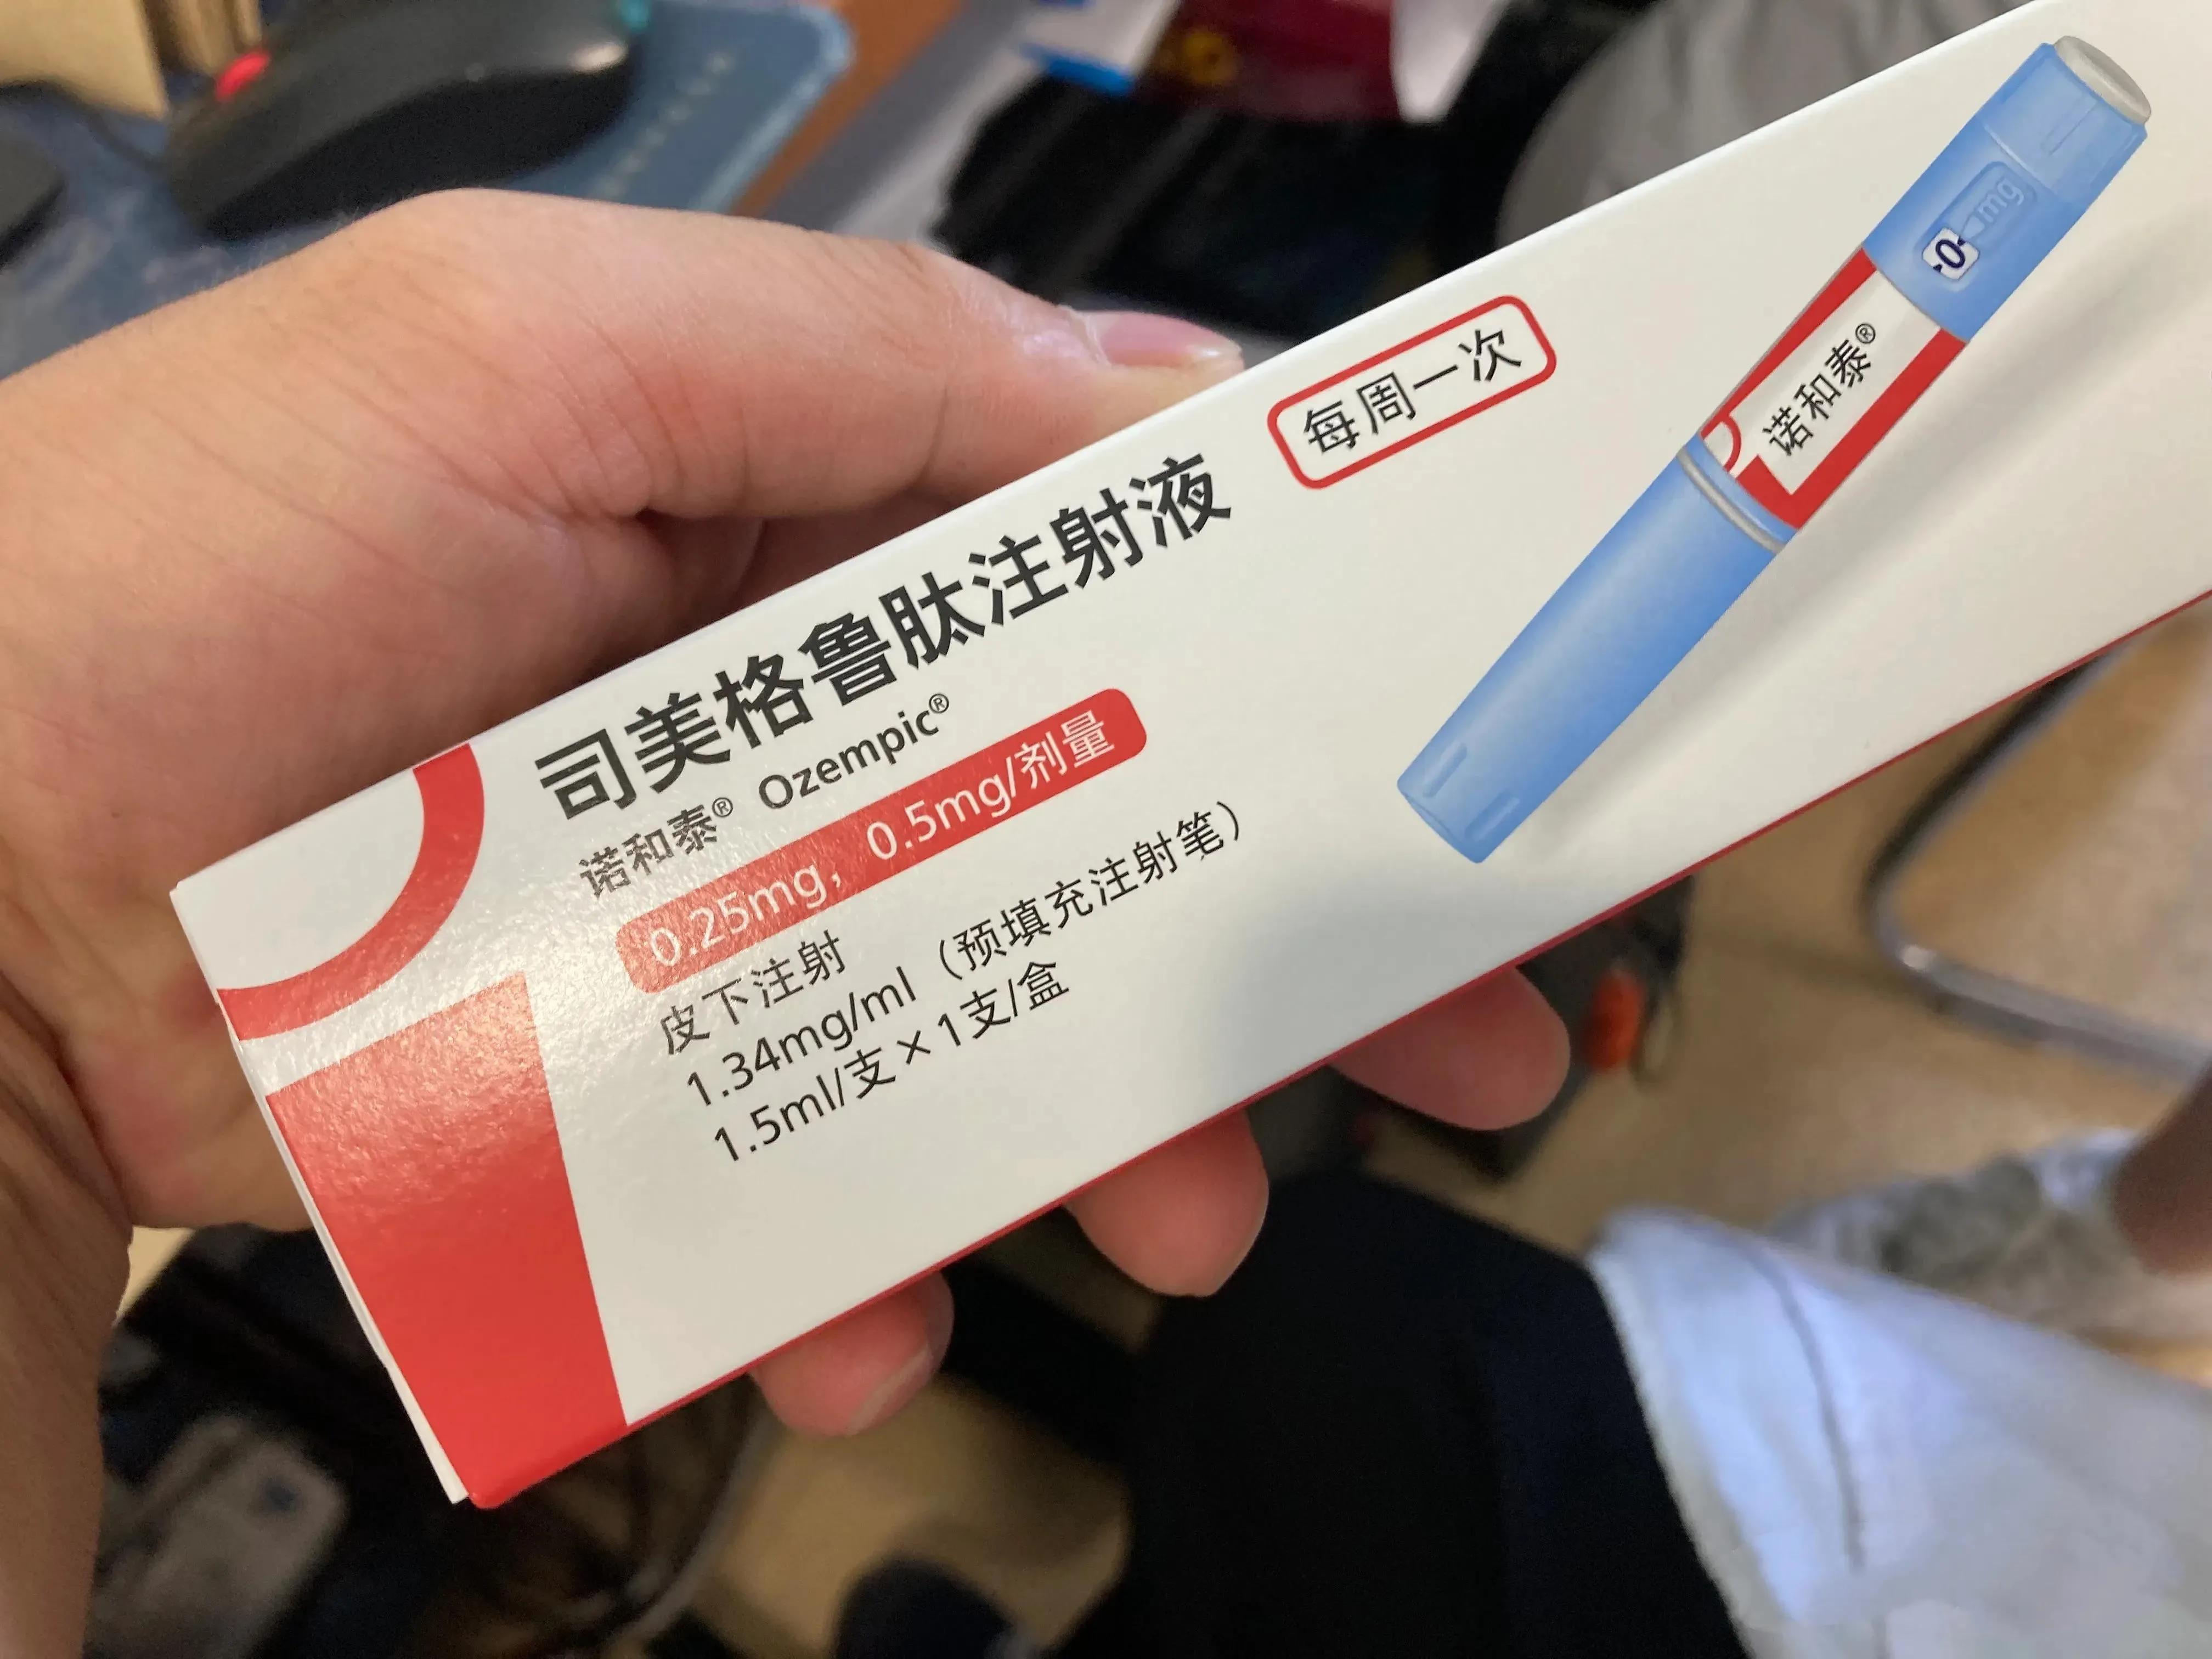 司美格鲁肽注射液
每周一次
诺和泰® Ozempic®
0.25mg, 0.5mg/剂量
皮下注射
1.34mg/ml（预填充注射笔）
1.5ml/支×1支/盒
-0-
mg
诺和泰®